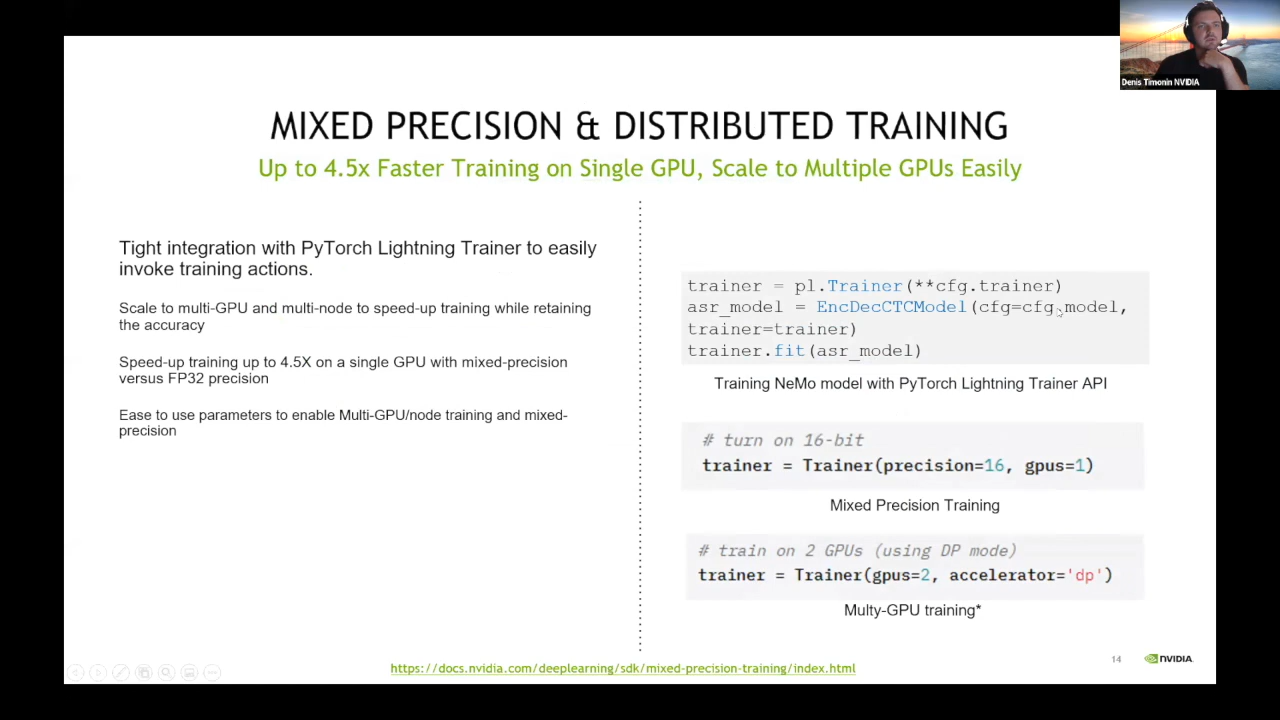 Denis Timonin NVIDIA
MIXED PRECISION & DISTRIBUTED TRAINING
Up to 4.5x Faster Training on Single GPU, Scale to Multiple GPUs Easily
Tight integration with PyTorch Lightning Trainer to easily
invoke training actions.
Scale to multi-GPU and multi-node to speed-up training while retaining
the accuracy
Speed-up training up to 4.5X on a single GPU with mixed-precision
versus FP32 precision
Ease to use parameters to enable Multi-GPU/node training and mixed-
precision
trainer = pl.Trainer(**cfg.trainer)
asr_model = EncDecCTCModel(cfg=cfg.model,
trainer=trainer)
trainer.fit(asr_model)
Training NeMo model with PyTorch Lightning Trainer API
# turn on 16-bit
trainer = Trainer(precision=16, gpus=1)
Mixed Precision Training
# train on 2 GPUs (using DP mode)
trainer = Trainer(gpus=2, accelerator='dp')
Multy-GPU training*
https://docs.nvidia.com/deeplearning/sdk/mixed-precision-training/index.html
14
NVIDIA